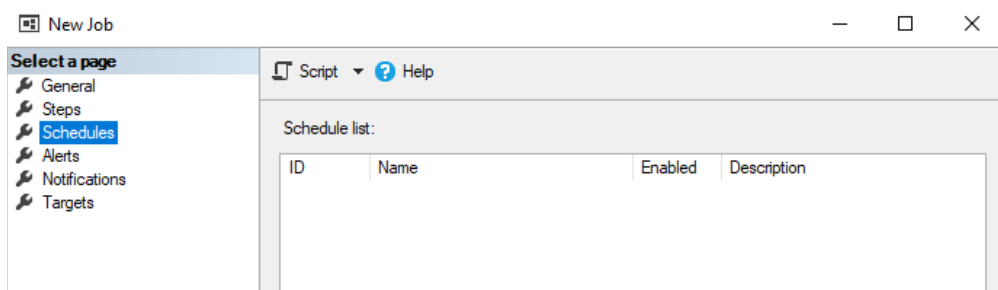 New Job
Select a page
General
Steps
Schedules
Alerts
Notifications
Targets
Script
Help
Schedule list:
ID Name Enabled Description